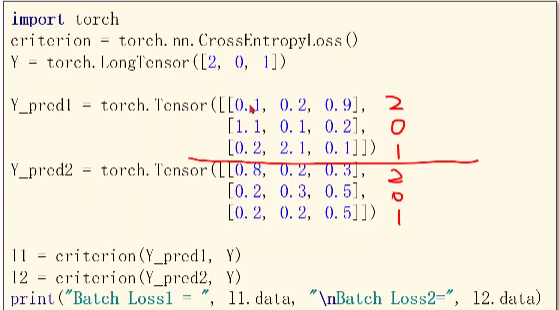 import torch
criterion = torch.nn.CrossEntropyLoss()
Y = torch.LongTensor([2, 0, 1])
Y_pred1 = torch.Tensor([[0.1, 0.2, 0.9], 2
[1.1, 0.1, 0.2], 0
[0.2, 2.1, 0.1]]) 1
Y_pred2 = torch.Tensor([[0.8, 0.2, 0.3], 2
[0.2, 0.3, 0.5], 0
[0.2, 0.2, 0.5]]) 1
l1 = criterion(Y_pred1, Y)
l2 = criterion(Y_pred2, Y)
print("Batch Loss1 = ", l1.data, "\nBatch Loss2=", l2.data)